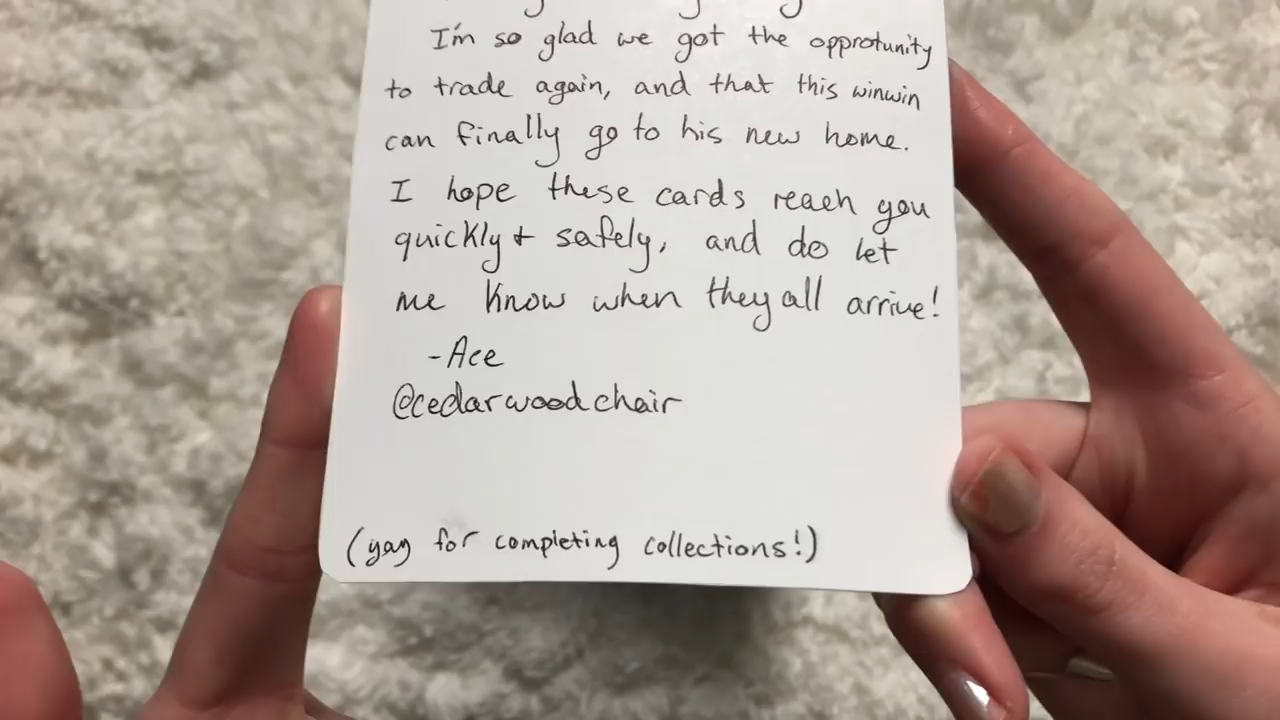 I'm so glad we got the opprotunity
to trade again, and that this winwin
can finally go to his new home.
I hope these cards reach you
quickly + safely, and do let
me know when they all arrive!
-Ace
@cedarwoodchair
(yay for completing collections!)